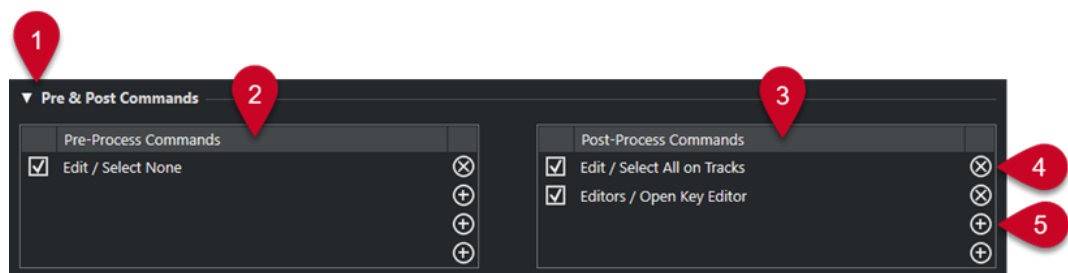 1
Pre & Post Commands
2
3
Pre-Process Commands
Post-Process Commands
Edit / Select None
Edit / Select All on Tracks
4
Editors / Open Key Editor
5